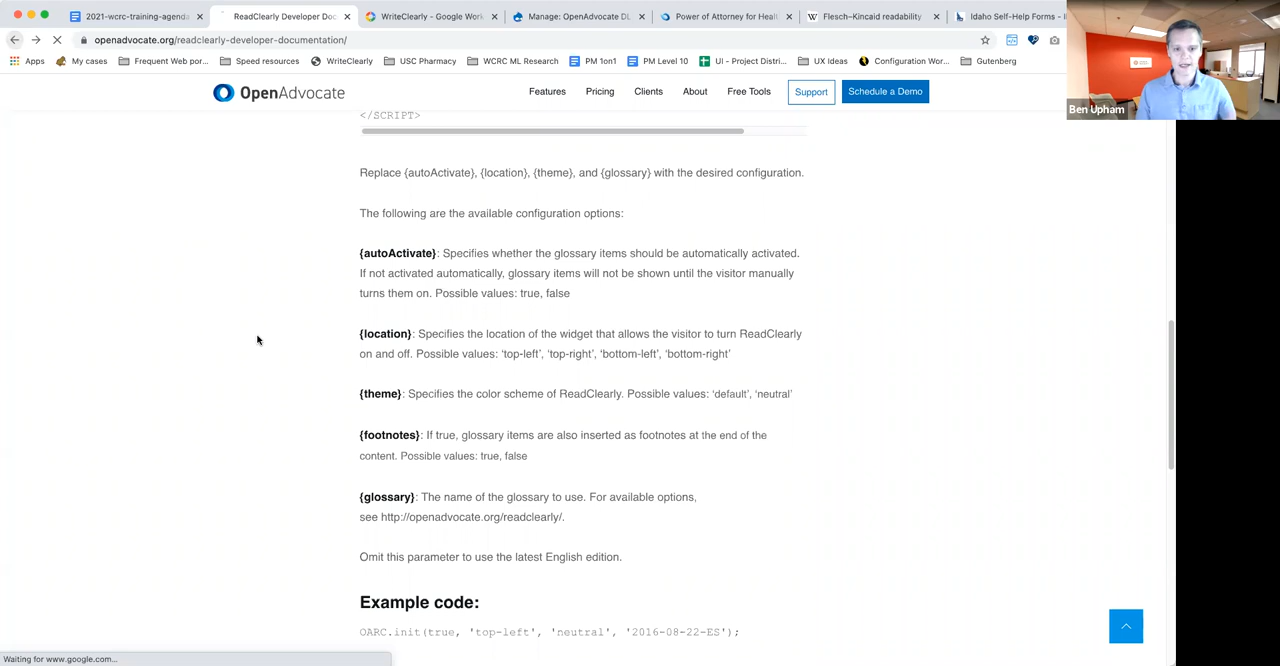 2021-wcrc-training-agenda
ReadClearly Developer Doc
WriteClearly - Google Work
Manage: OpenAdvocate DL
Power of Attorney for Healt
Flesch–Kincaid readability
Idaho Self-Help Forms -
openadvocate.org/readclearly-developer-documentation/
Apps
My cases
Frequent Web por...
Speed resources
WriteClearly
USC Pharmacy
WCRC ML Research
PM 1on1
PM Level 10
UI - Project Distri...
UX Ideas
Configuration Wor...
Gutenberg
Ben Upham
OpenAdvocate
Features
Pricing
Clients
About
Free Tools
Support
Schedule a Demo
</SCRIPT>
Replace {autoActivate}, {location}, {theme}, and {glossary} with the desired configuration.
The following are the available configuration options:
{autoActivate}: Specifies whether the glossary items should be automatically activated.
If not activated automatically, glossary items will not be shown until the visitor manually
turns them on. Possible values: true, false
{location}: Specifies the location of the widget that allows the visitor to turn ReadClearly
on and off. Possible values: ‘top-left’, ‘top-right’, ‘bottom-left’, ‘bottom-right’
{theme}: Specifies the color scheme of ReadClearly. Possible values: ‘default’, ‘neutral’
{footnotes}: If true, glossary items are also inserted as footnotes at the end of the
content. Possible values: true, false
{glossary}: The name of the glossary to use. For available options,
see http://openadvocate.org/readclearly/.
Omit this parameter to use the latest English edition.
Example code:
OARC.init(true, 'top-left', 'neutral', '2016-08-22-ES');
Waiting for www.google.com...